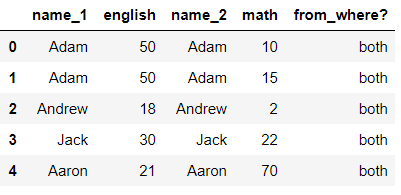 name_1 english name_2 math from_where?
0 Adam 50 Adam 10 both
1 Adam 50 Adam 15 both
2 Andrew 18 Andrew 2 both
3 Jack 30 Jack 22 both
4 Aaron 21 Aaron 70 both